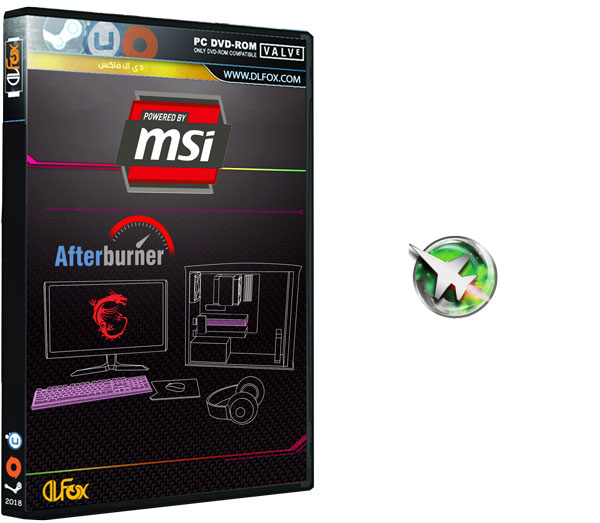 PC DVD-ROM
ONLY DVD-ROM COMPATIBLE
VALVE
دی ال فاکس
WWW.DLFOX.COM
POWERED BY
msi
Afterburner
DLFOX
DLFOX
2018